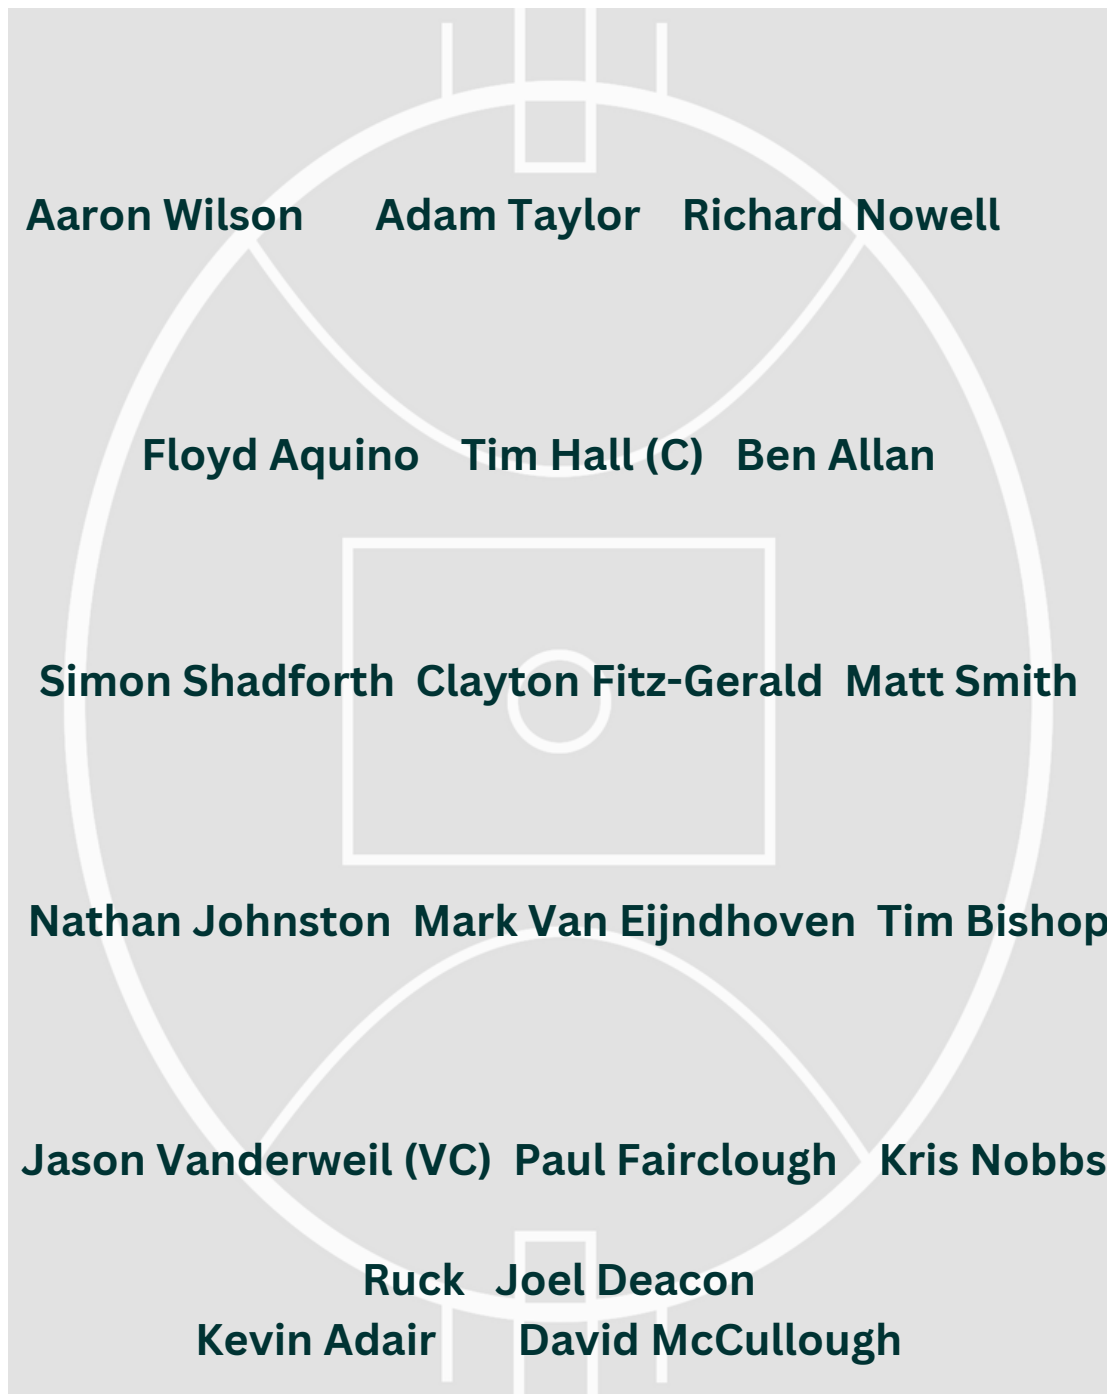 Aaron Wilson Adam Taylor Richard Nowell
Floyd Aquino Tim Hall (C) Ben Allan
Simon Shadforth Clayton Fitz-Gerald Matt Smith
Nathan Johnston Mark Van Eijndhoven Tim Bishop
Jason Vanderweil (VC) Paul Fairclough Kris Nobbs
Ruck Joel Deacon
Kevin Adair David McCullough